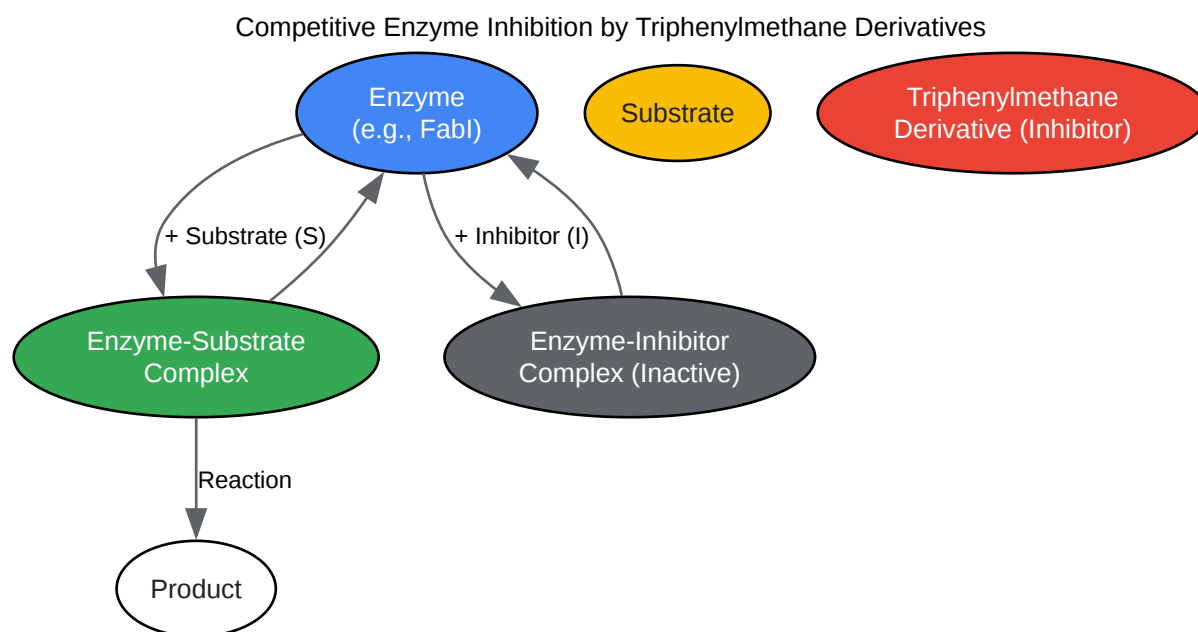 Competitive Enzyme Inhibition by Triphenylmethane Derivatives
Enzyme
(e.g., FabI)
Substrate
Triphenylmethane
Derivative (Inhibitor)
+ Substrate (S)
+ Inhibitor (I)
Enzyme-Substrate
Complex
Enzyme-Inhibitor
Complex (Inactive)
Reaction
Product